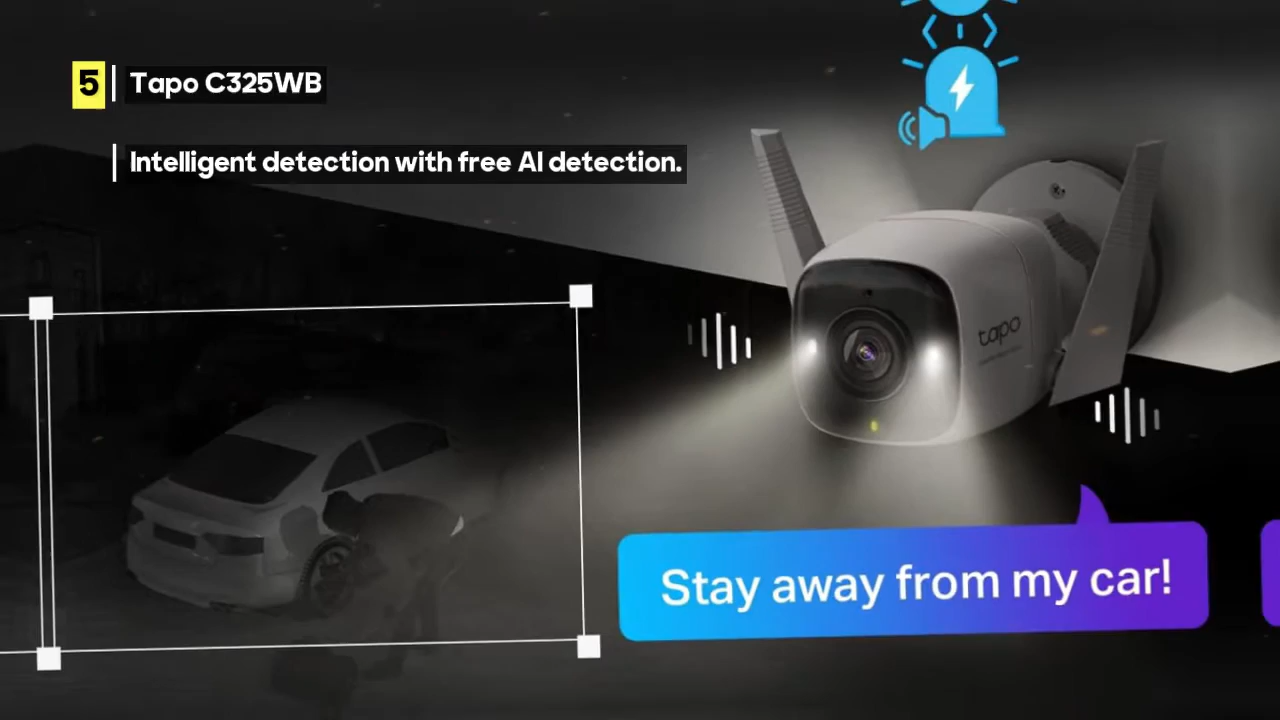 5
Tapo C325WB
Intelligent detection with free AI detection.
tapo
Stay away from my car!